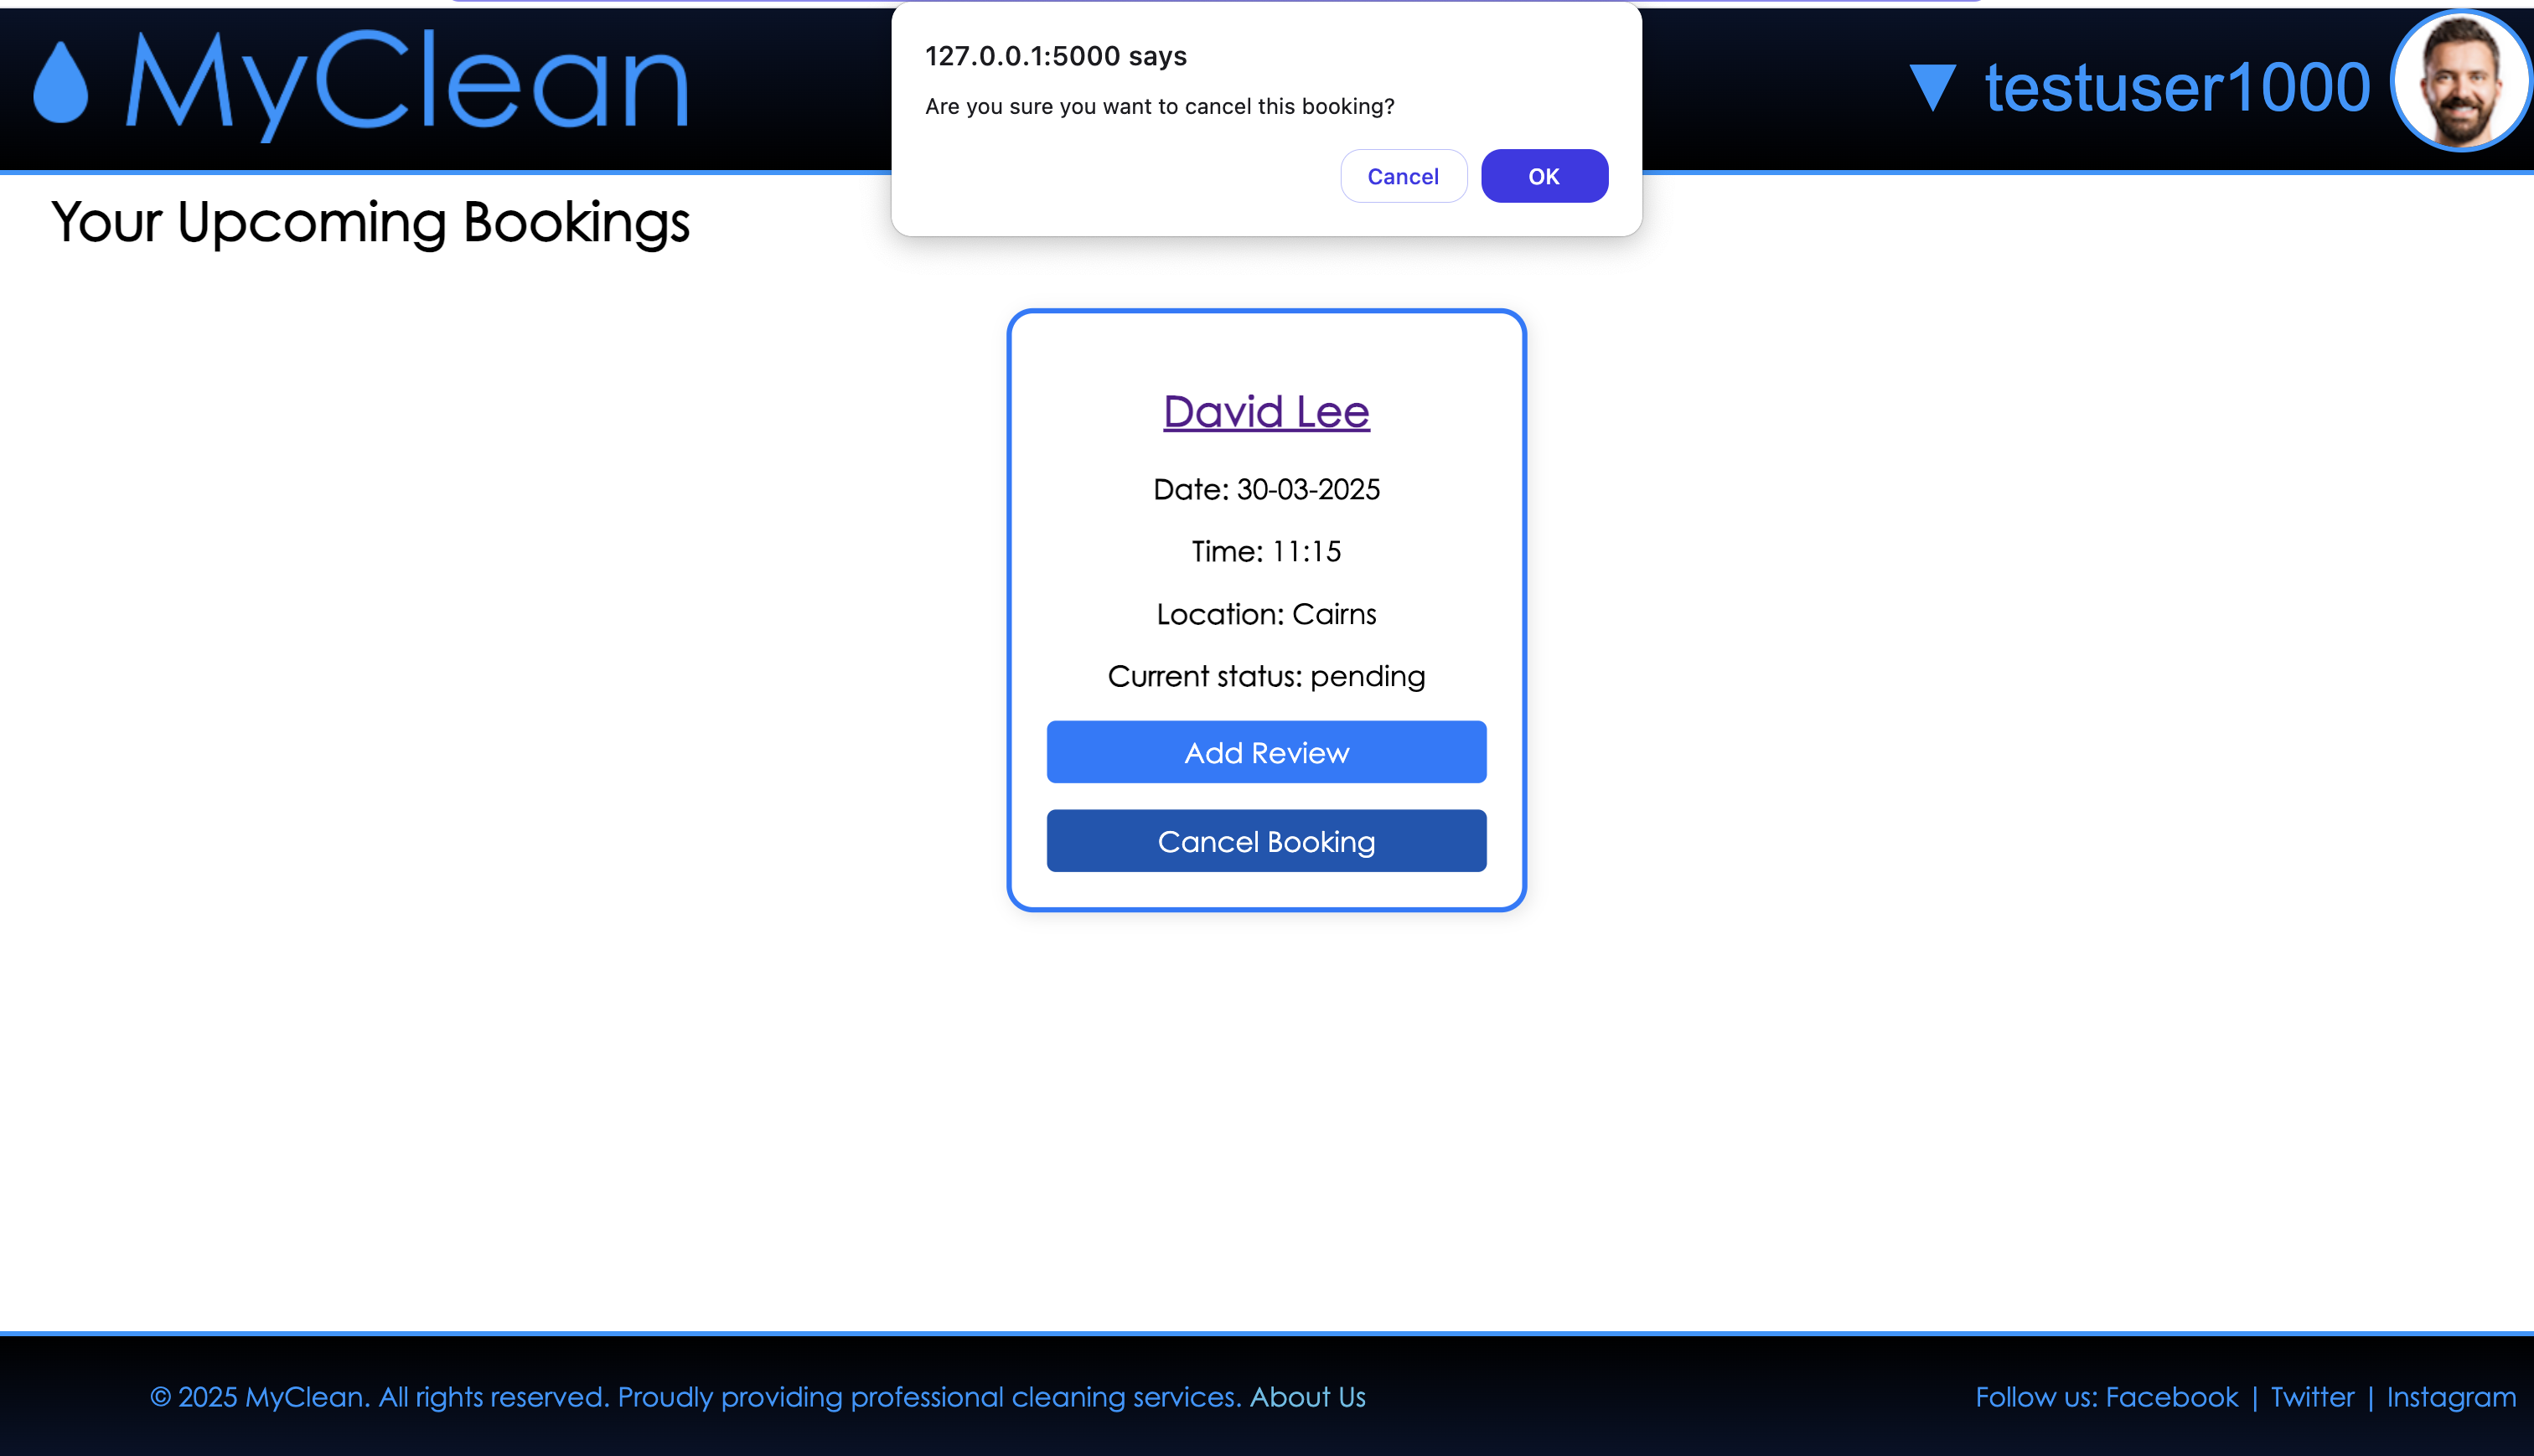 MyClean
127.0.0.1:5000 says
Are you sure you want to cancel this booking?
Cancel
OK
▼ testuser1000
Your Upcoming Bookings
David Lee
Date: 30-03-2025
Time: 11:15
Location: Cairns
Current status: pending
Add Review
Cancel Booking
© 2025 MyClean. All rights reserved. Proudly providing professional cleaning services. About Us
Follow us: Facebook | Twitter | Instagram